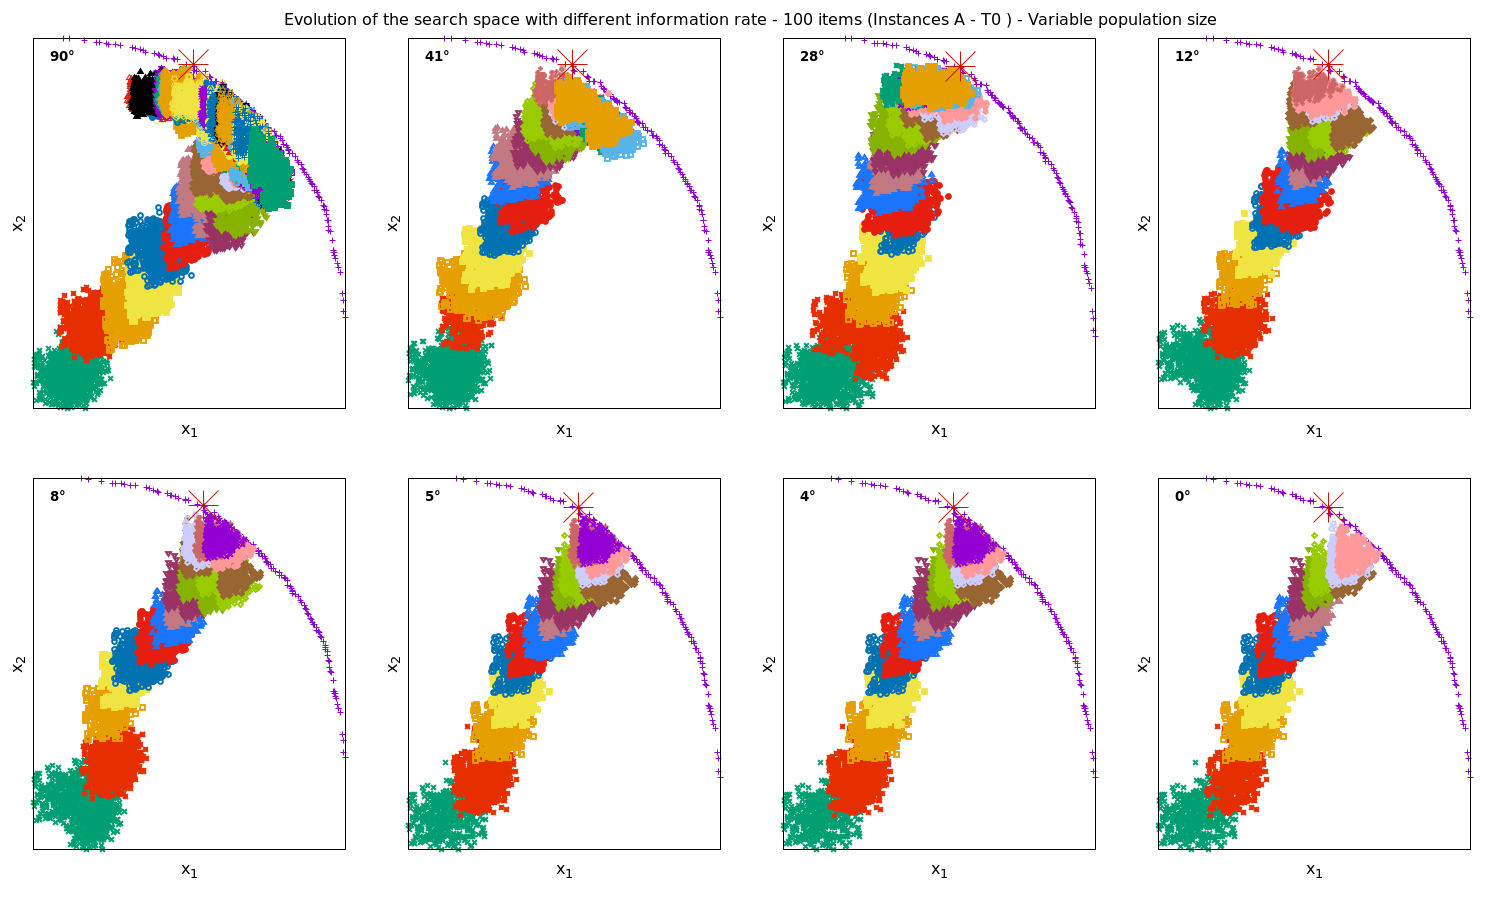 Evolution of the search space with different information rate - 100 items (Instances A - T0 ) - Variable population size
90° 41° 28° 12°
x₂ x₂ x₂ x₂
x₁ x₁ x₁ x₁
8° 5° 4° 0°
x₂ x₂ x₂ x₂
x₁ x₁ x₁ x₁